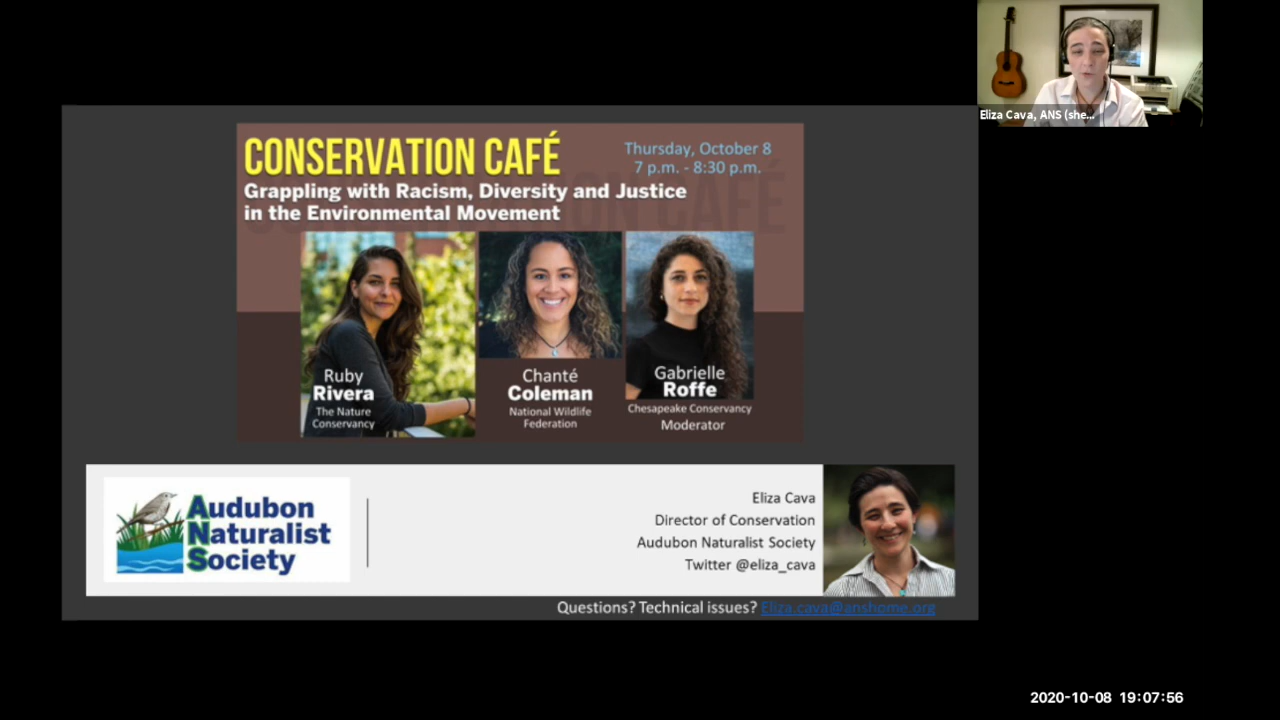 CONSERVATION CAFÉ
Thursday, October 8
7 p.m. - 8:30 p.m.
Grappling with Racism, Diversity and Justice
in the Environmental Movement
Ruby
Rivera
The Nature
Conservancy
Chanté
Coleman
National Wildlife
Federation
Gabrielle
Roffe
Chesapeake Conservancy
Moderator
Audubon
Naturalist
Society
Eliza Cava
Director of Conservation
Audubon Naturalist Society
Twitter @eliza_cava
Questions? Technical issues? Eliza.cava@anshome.org
Eliza Cava, ANS (she...
2020-10-08 19:07:56